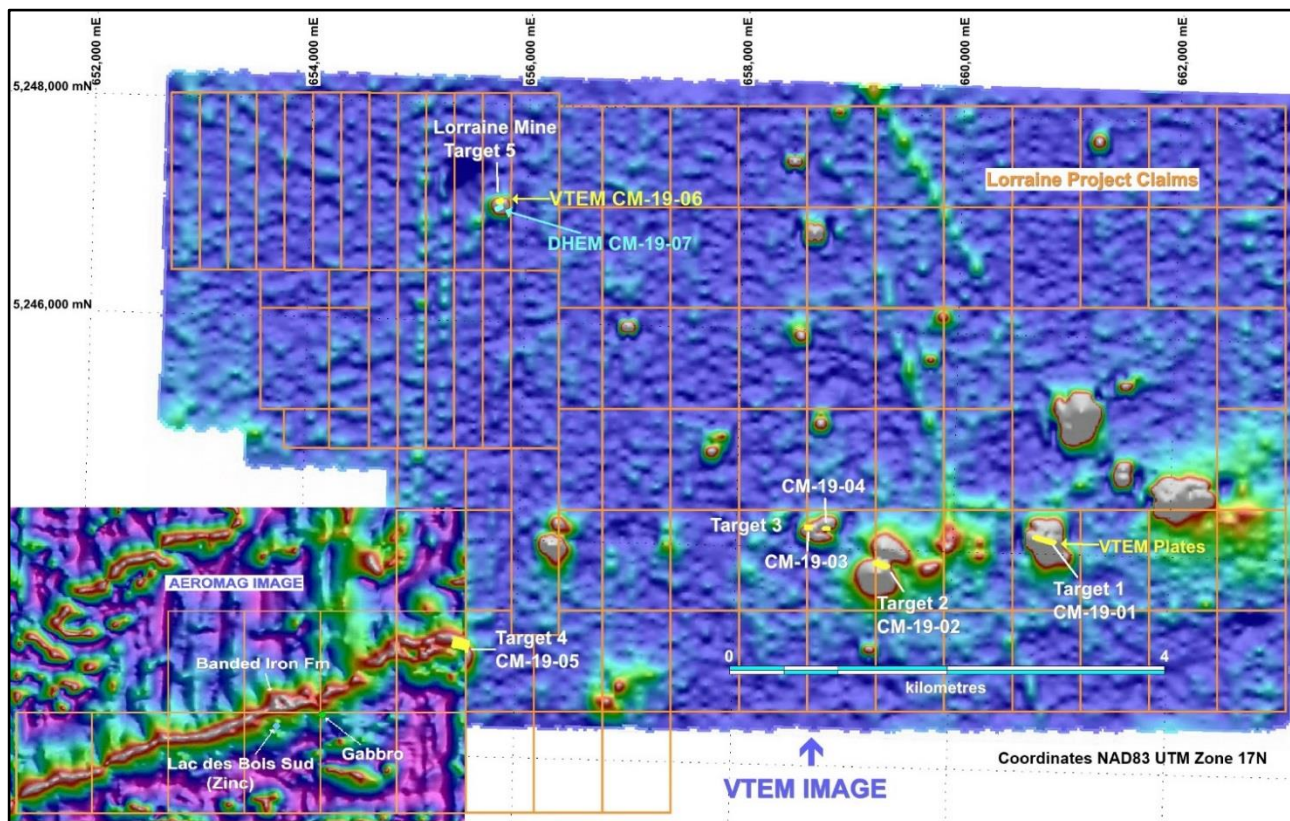 652,000 mE
654,000 mE
656,000 mE
658,000 mE
660,000 mE
662,000 mE
5,248,000 mN
Lorraine Mine
Target 5
VTEM CM-19-06
DHEM CM-19-07
Lorraine Project Claims
5,246,000 mN
CM-19-04
Target 3
CM-19-03
VTEM Plates
Target 1
CM-19-01
Target 2
CM-19-02
AEROMAG IMAGE
Target 4
CM-19-05
Banded Iron Fm
0
4
kilometres
Gabbro
Lac des Bols Sud
(Zinc)
Coordinates NAD83 UTM Zone 17N
VTEM IMAGE